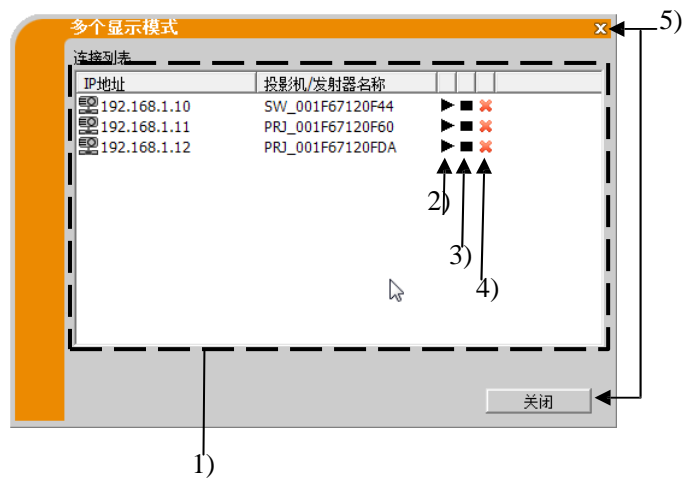 多个显示模式 x
5)
连接列表
IP地址 投影机/发射器名称
192.168.1.10 SW_001F67120F44
192.168.1.11 PRJ_001F67120F60
192.168.1.12 PRJ_001F67120FDA
2)
3)
4)
关闭
1)